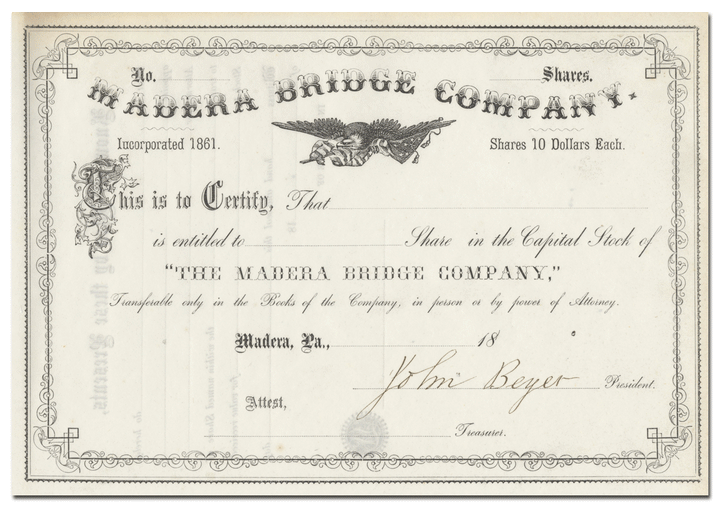 No. Shares.
MADERA BRIDGE COMPANY.
Incorporated 1861. Shares 10 Dollars Each.
This is to Certify, That
is entitled to Share in the Capital Stock of
"THE MADERA BRIDGE COMPANY,"
Transferable only in the Books of the Company, in person or by power of Attorney.
Madera, Pa., 18
John Beyer President.
Attest,
Treasurer.